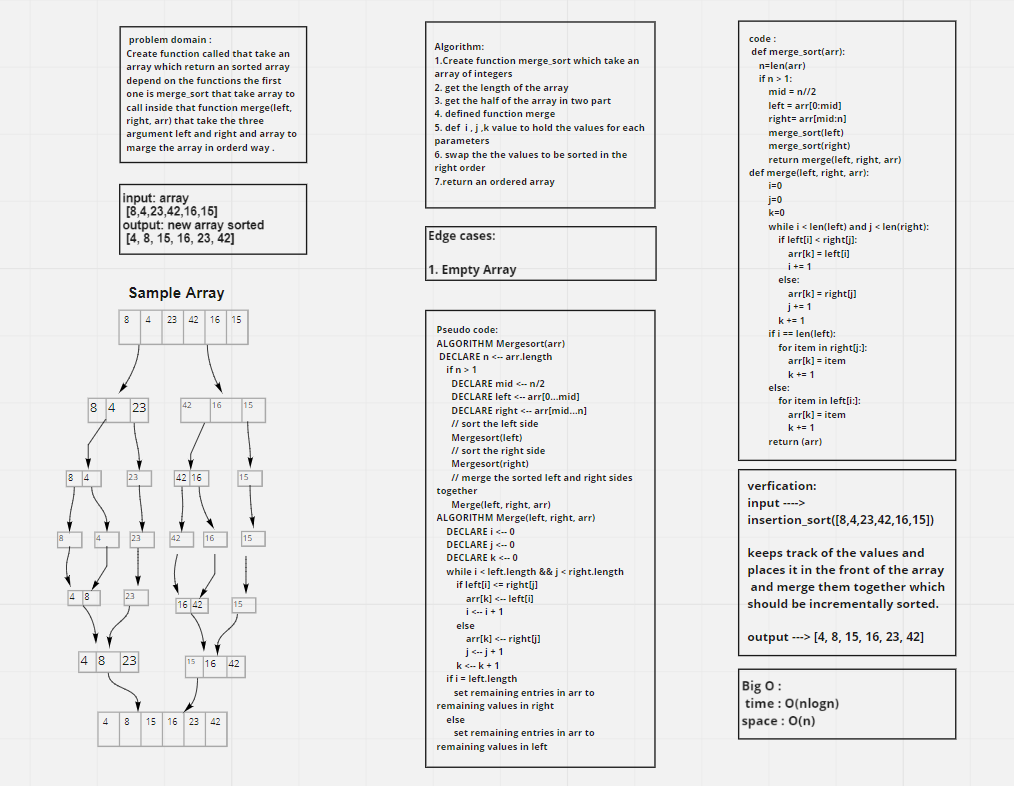 problem domain :
Create function called that take an
array which return an sorted array
depend on the functions the first
one is merge_sort that take array to
call inside that function merge(left,
right, arr) that take the three
argument left and right and array to
marge the array in orderd way .
input: array
[8,4,23,42,16,15]
output: new array sorted
[4, 8, 15, 16, 23, 42]
Sample Array
8 4 23 42 16 15
8 4 23 42 16 15
8 4 23 42 16 15
8 4 23 42 16 15
4 8 23 16 42 15
4 8 23 15 16 42
4 8 15 16 23 42
Algorithm:
1.Create function merge_sort which take an
array of integers
2. get the length of the array
3. get the half of the array in two part
4. defined function merge
5. def i , j ,k value to hold the values for each
parameters
6. swap the the values to be sorted in the
right order
7.return an ordered array
Edge cases:
1. Empty Array
Pseudo code:
ALGORITHM Mergesort(arr)
DECLARE n <-- arr.length
if n > 1
DECLARE mid <-- n/2
DECLARE left <-- arr[0...mid]
DECLARE right <-- arr[mid...n]
// sort the left side
Mergesort(left)
// sort the right side
Mergesort(right)
// merge the sorted left and right sides
together
Merge(left, right, arr)
ALGORITHM Merge(left, right, arr)
DECLARE i <-- 0
DECLARE j <-- 0
DECLARE k <-- 0
while i < left.length && j < right.length
if left[i] <= right[j]
arr[k] <-- left[i]
i <-- i + 1
else
arr[k] <-- right[j]
j <-- j + 1
k <-- k + 1
if i = left.length
set remaining entries in arr to
remaining values in right
else
set remaining entries in arr to
remaining values in left
code :
def merge_sort(arr):
n=len(arr)
if n > 1:
mid = n//2
left = arr[0:mid]
right= arr[mid:n]
merge_sort(left)
merge_sort(right)
return merge(left, right, arr)
def merge(left, right, arr):
i=0
j=0
k=0
while i < len(left) and j < len(right):
if left[i] < right[j]:
arr[k] = left[i]
i += 1
else:
arr[k] = right[j]
j += 1
k += 1
if i == len(left):
for item in right[j:]:
arr[k] = item
k += 1
else:
for item in left[i:]:
arr[k] = item
k += 1
return (arr)
verfication:
input ---->
insertion_sort([8,4,23,42,16,15])
keeps track of the values and
places it in the front of the array
and merge them together which
should be incrementally sorted.
output ---> [4, 8, 15, 16, 23, 42]
Big O :
time : O(nlogn)
space : O(n)